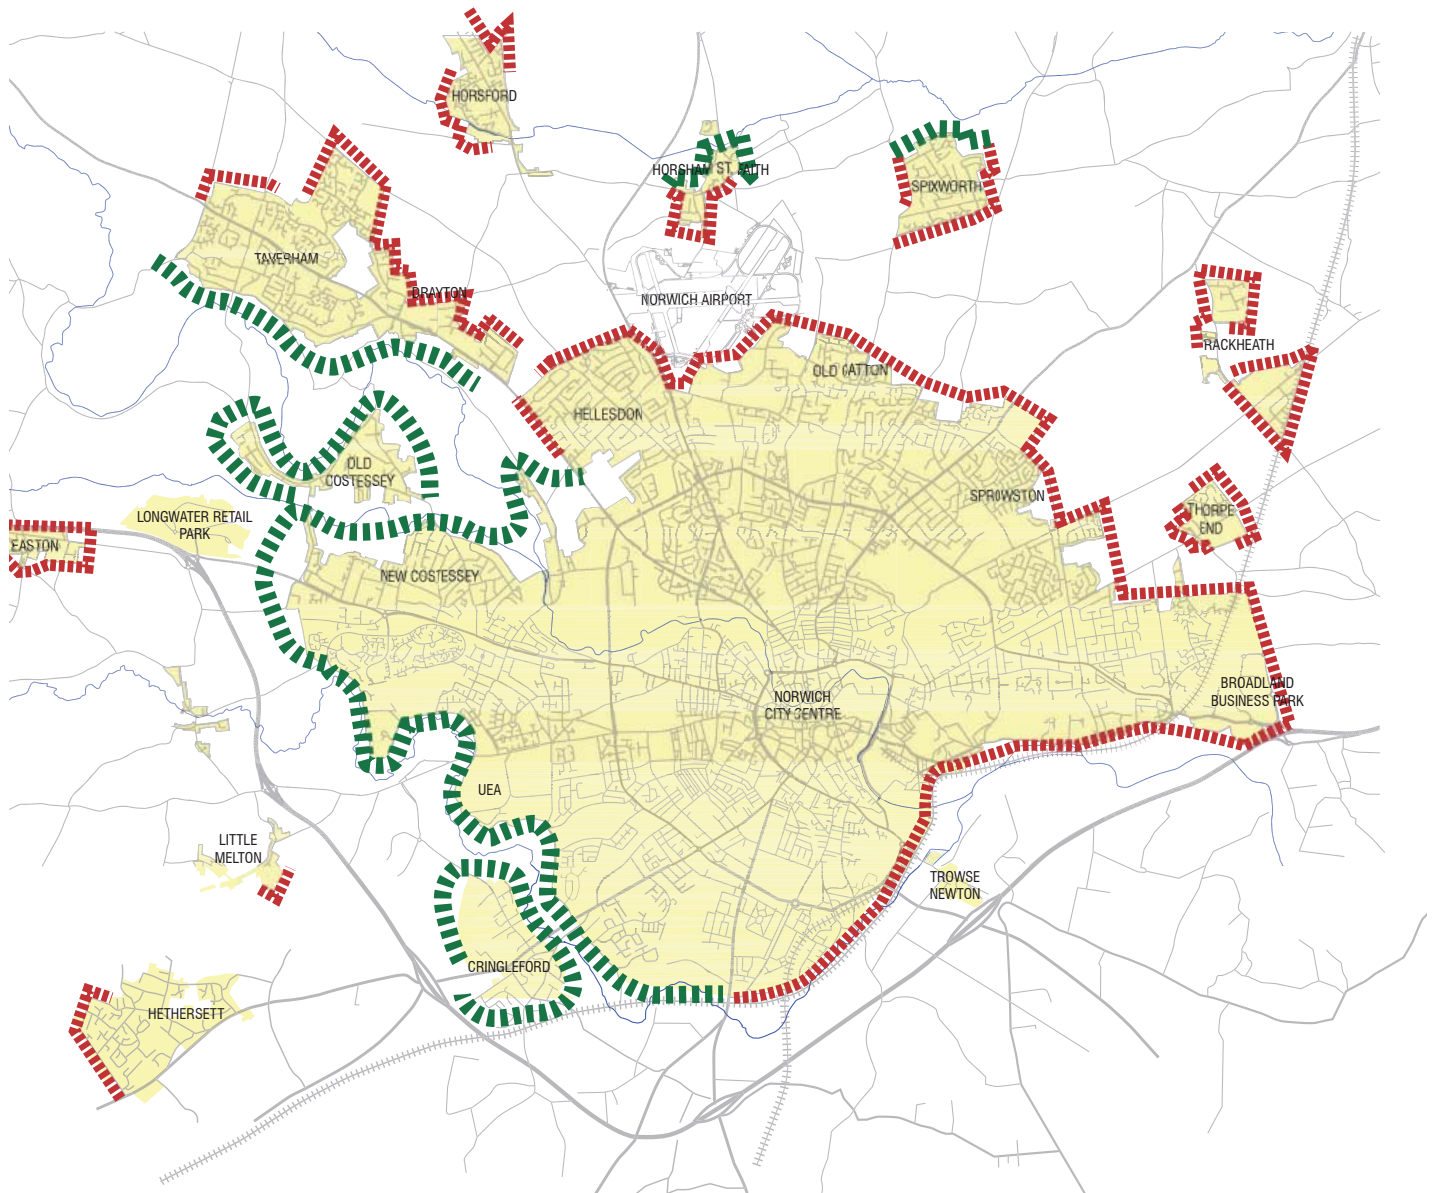 HORSFORD
HORSHAM ST. FAITH
SPIXWORTH
TAVERHAM
DRAYTON
NORWICH AIRPORT
RACKHEATH
OLD CATTON
HELLESDON
OLD
COSTESSEY
SPROWSTON
LONGWATER RETAIL
PARK
THORPE
END
EASTON
NEW COSTESSEY
BROADLAND
BUSINESS PARK
NORWICH
CITY CENTRE
UEA
LITTLE
MELTON
TROWSE
NEWTON
CRINGLEFORD
HETHERSETT